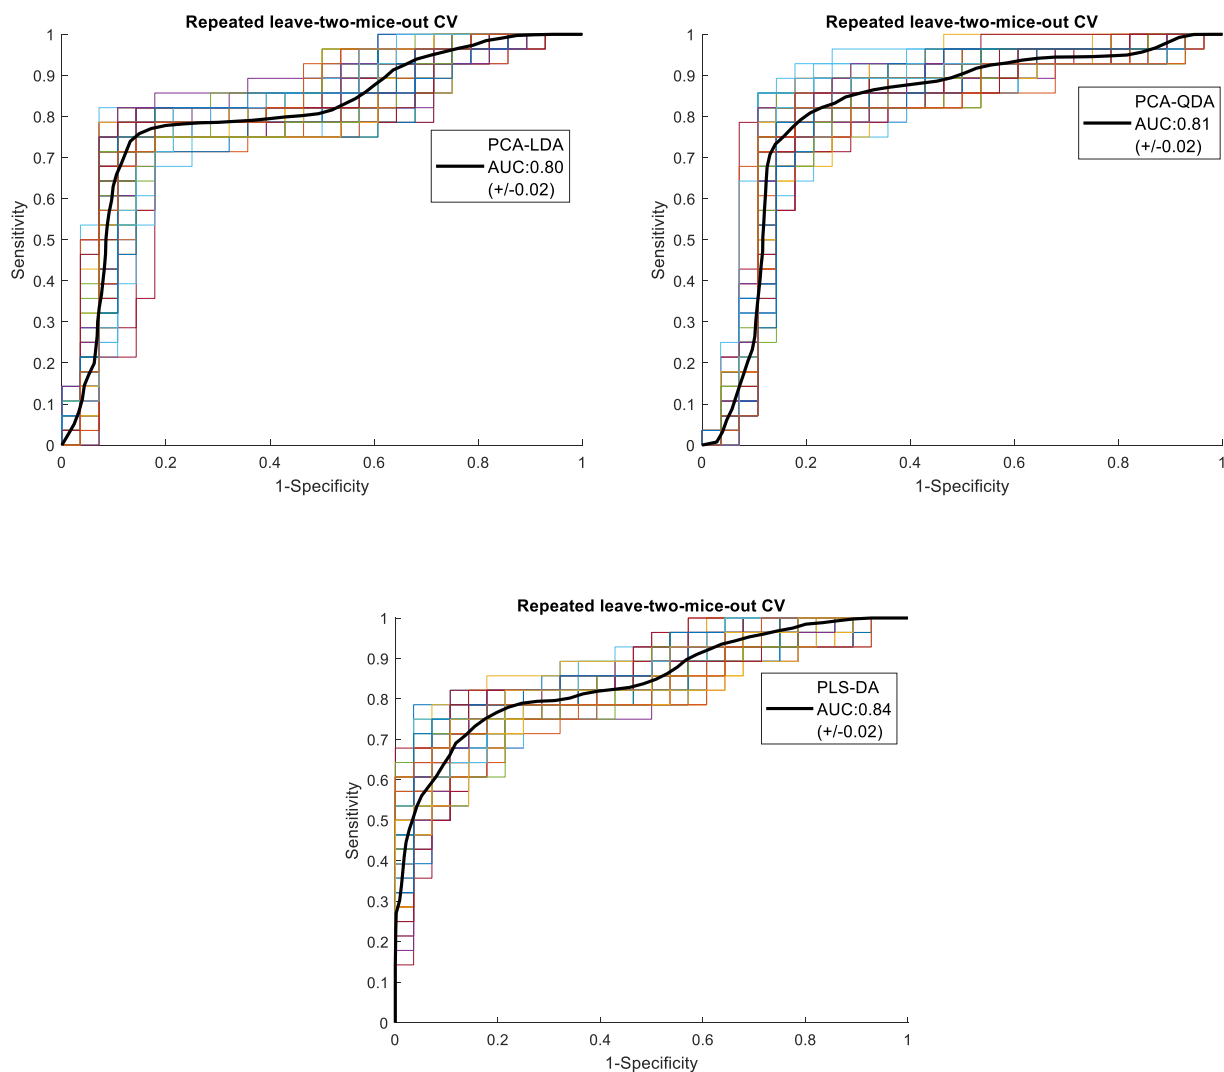 Repeated leave-two-mice-out CV
1
0.9
0.8
0.7
0.6
0.5
0.4
0.3
0.2
0.1
0
Sensitivity
PCA-LDA
AUC:0.80
(+/-0.02)
0 0.2 0.4 0.6 0.8 1
1-Specificity
Repeated leave-two-mice-out CV
1
0.9
0.8
0.7
0.6
0.5
0.4
0.3
0.2
0.1
0
Sensitivity
PCA-QDA
AUC:0.81
(+/-0.02)
0 0.2 0.4 0.6 0.8 1
1-Specificity
Repeated leave-two-mice-out CV
1
0.9
0.8
0.7
0.6
0.5
0.4
0.3
0.2
0.1
0
Sensitivity
PLS-DA
AUC:0.84
(+/-0.02)
0 0.2 0.4 0.6 0.8 1
1-Specificity